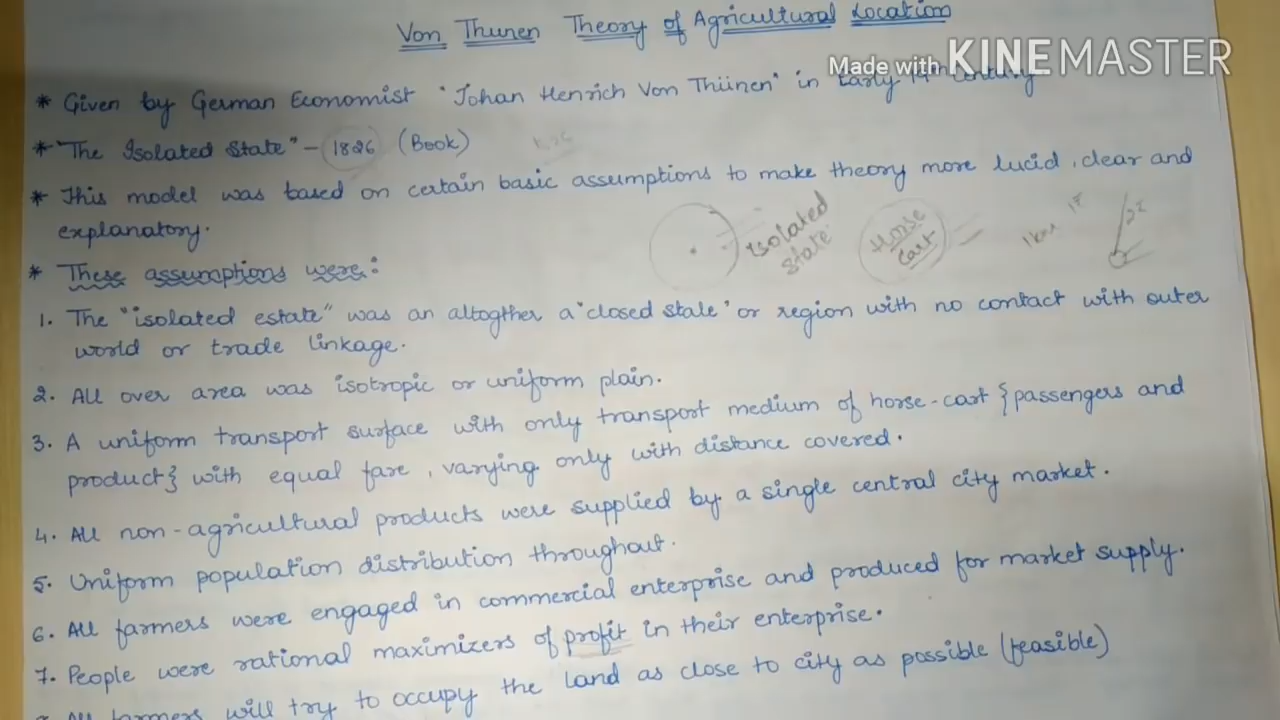 Von Thunen Theory of Agricultural Location
Made with KINEMASTER
* Given by German Economist "Johan Henrich Von Thünen" in Early 19th Century
* "The Isolated State" - 1826 (Book)
* This model was based on certain basic assumptions to make theory more lucid, clear and
explanatory.
Isolated
state
Horse
cart
1km
* These assumptions were:
1. The "isolated estate" was an altogther a 'closed stale' or region with no contact with outer
world or trade linkage.
2. All over area was isotropic or uniform plain.
3. A uniform transport surface with only transport medium of horse-cart {passengers and
product} with equal fare, varying only with distance covered.
4. All non-agricultural products were supplied by a single central city market.
5. Uniform population distribution throughout.
6. All farmers were engaged in commercial enterprise and produced for market supply.
7. People were rational maximizers of profit in their enterprise.
All farmers will try to occupy the land as close to city as possible (feasible)